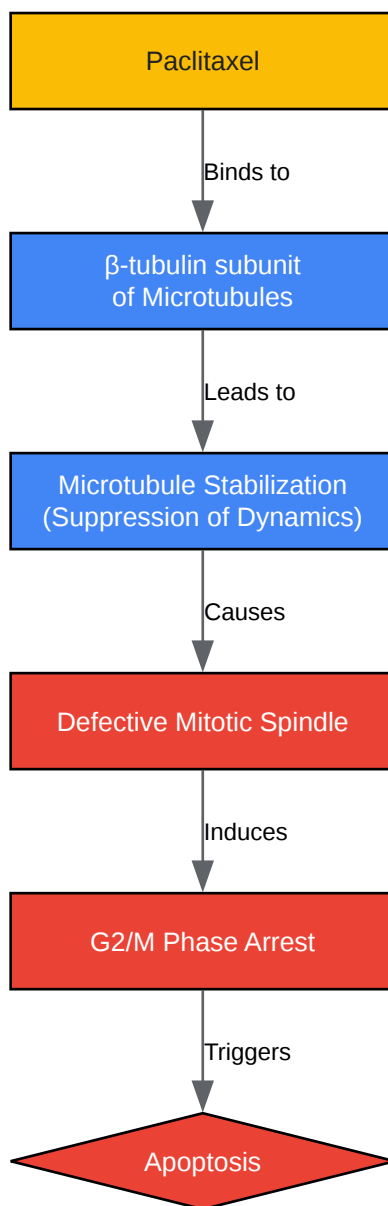 Paclitaxel
Binds to
β-tubulin subunit
of Microtubules
Leads to
Microtubule Stabilization
(Suppression of Dynamics)
Causes
Defective Mitotic Spindle
Induces
G2/M Phase Arrest
Triggers
Apoptosis